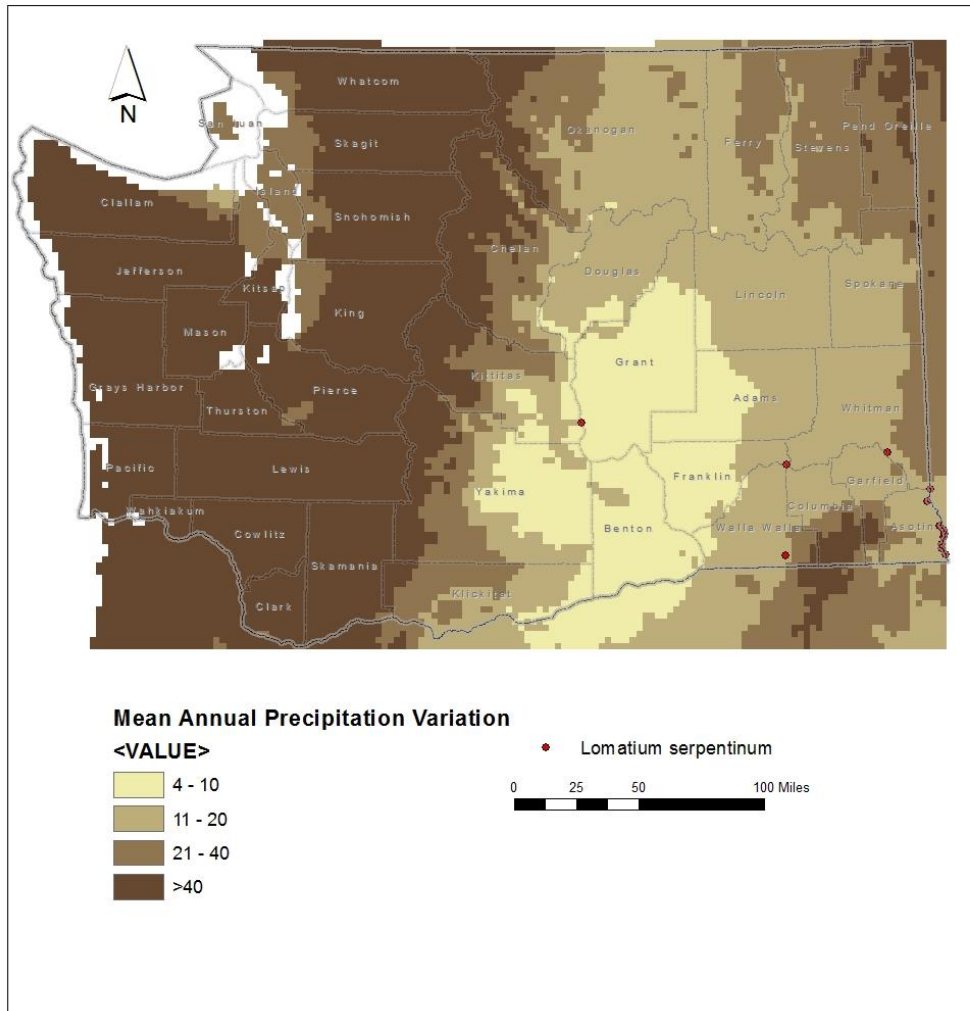 N
Whatcom
San Juan
Skagit
Okanogan
Ferry
Stevens
Pend Oreille
Island
Clallam
Snohomish
Chelan
Jefferson
Douglas
Kitsap
Lincoln
Spokane
King
Mason
Grant
Kittitas
Grays Harbor
Pierce
Adams
Thurston
Whitman
Pacific
Lewis
Yakima
Franklin
Garfield
Wahkiakum
Columbia
Cowlitz
Benton
Walla Walla
Asotin
Skamania
Klickitat
Clark
Mean Annual Precipitation Variation
<VALUE>
4 - 10
11 - 20
21 - 40
>40
Lomatium serpentinum
0 25 50 100 Miles